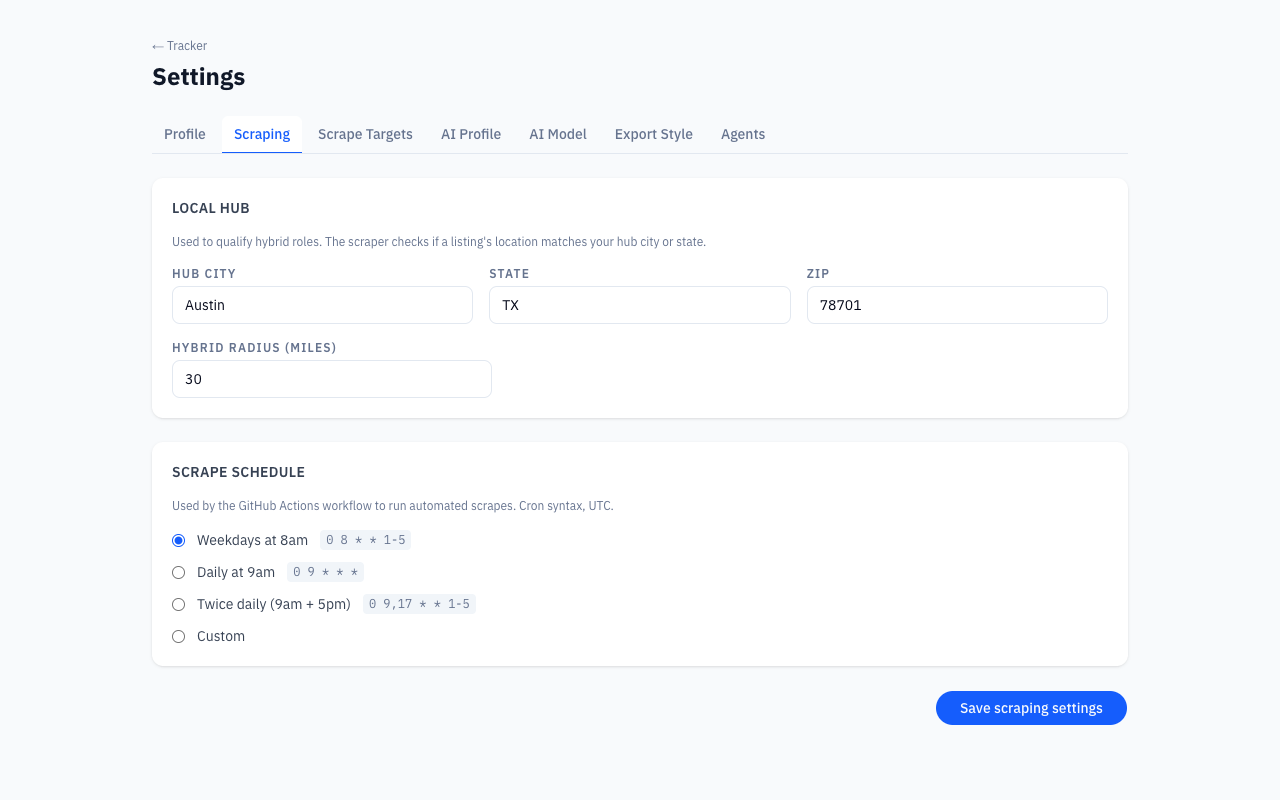 ← Tracker
Settings
Profile Scraping Scrape Targets AI Profile AI Model Export Style Agents
LOCAL HUB
Used to qualify hybrid roles. The scraper checks if a listing's location matches your hub city or state.
HUB CITY STATE ZIP
Austin TX 78701
HYBRID RADIUS (MILES)
30
SCRAPE SCHEDULE
Used by the GitHub Actions workflow to run automated scrapes. Cron syntax, UTC.
Weekdays at 8am 0 8 * * 1-5
Daily at 9am 0 9 * * *
Twice daily (9am + 5pm) 0 9,17 * * 1-5
Custom
Save scraping settings